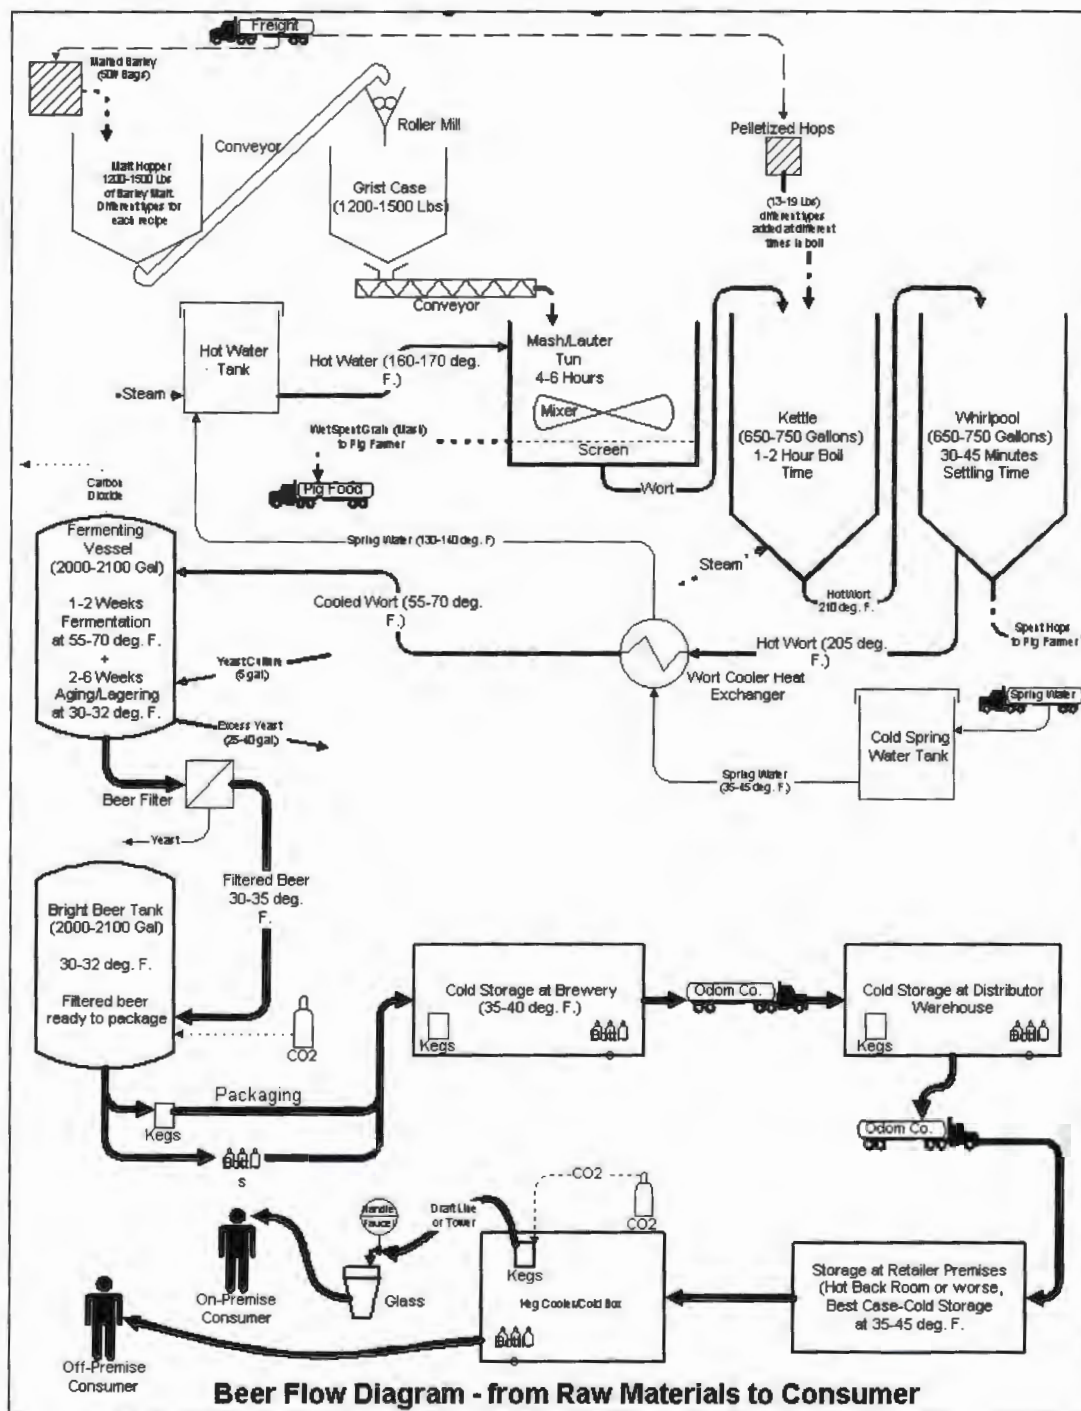 Freight
Malted Barley
(50# Bags)
Malt Hopper
1200-1500 Lbs
of Barley Malt.
Different types for
each recipe
Conveyor
Roller Mill
Grist Case
(1200-1500 Lbs)
Conveyor
Pelletized Hops
(13-19 Lbs)
different types
added at different
times in boil
Hot Water
Tank
Steam
Hot Water (160-170 deg.
F.)
Mash/Lauter
Tun
4-6 Hours
Mixer
Screen
Wort
Wet Spent Grain (Mash)
to Pig Farmer
Pig Food
Kettle
(650-750 Gallons)
1-2 Hour Boil
Time
Whirlpool
(650-750 Gallons)
30-45 Minutes
Settling Time
Steam
Hot Wort
210 deg. F.
Spent Hops
to Pig Farmer
Carbon
Dioxide
Fermenting
Vessel
(2000-2100 Gal)
1-2 Weeks
Fermentation
at 55-70 deg. F.
+
2-6 Weeks
Aging/Lagering
at 30-32 deg. F.
Spring Water (130-140 deg. F)
Cooled Wort (55-70 deg.
F.)
Hot Wort (205 deg.
F.)
Wort Cooler Heat
Exchanger
Yeast Culture
(5 gal)
Excess Yeast
(25-40 gal)
Spring Water
Cold Spring
Water Tank
Spring Water
(35-45 deg. F.)
Beer Filter
Yeast
Filtered Beer
30-35 deg.
F.
Bright Beer Tank
(2000-2100 Gal)
30-32 deg. F.
Filtered beer
ready to package
CO2
Packaging
Kegs
Bottl
s
Cold Storage at Brewery
(35-40 deg. F.)
Kegs
Bottl
Odom Co.
Cold Storage at Distributor
Warehouse
Kegs
Bottl
Odom Co.
Storage at Retailer Premises
(Hot Back Room or worse,
Best Case-Cold Storage
at 35-45 deg. F.
CO2
CO2
Kegs
Keg Cooler/Cold Box
Bottl
Draft Line
or Tower
Handle
Faucet
Glass
On-Premise
Consumer
Off-Premise
Consumer
Beer Flow Diagram - from Raw Materials to Consumer